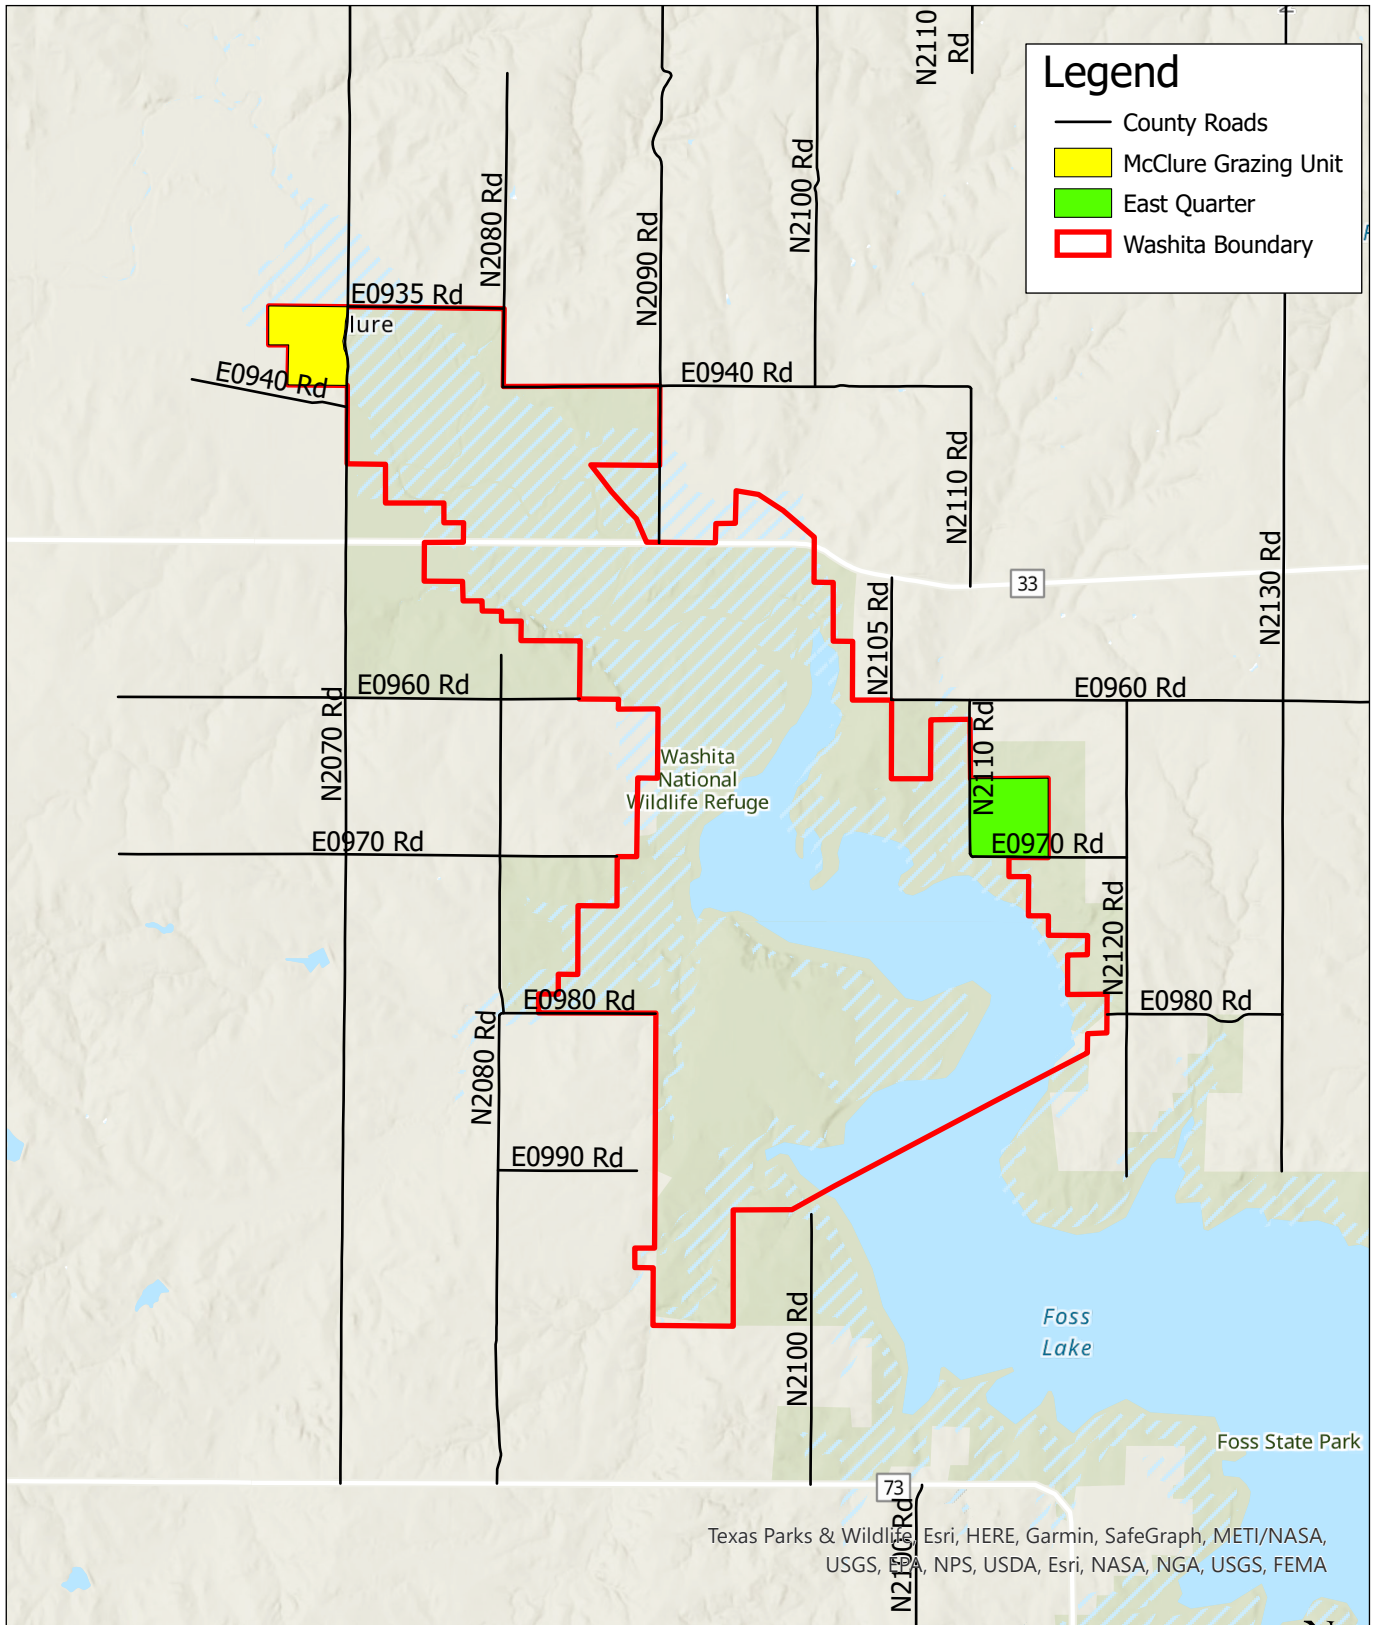 N2110
Rd
Legend
County Roads
McClure Grazing Unit
East Quarter
Washita Boundary
N2080 Rd
N2090 Rd
N2100 Rd
E0935 Rd
lure
E0940 Rd
E0940 Rd
N2110 Rd
33
N2130 Rd
N2105 Rd
E0960 Rd
E0960 Rd
N2070 Rd
N2110 Rd
Washita
National
Wildlife Refuge
E0970 Rd
E0970 Rd
N2120 Rd
E0980 Rd
E0980 Rd
N2080 Rd
E0990 Rd
Foss
Lake
N2100 Rd
Foss State Park
73
N2100 Rd
Texas Parks & Wildlife, Esri, HERE, Garmin, SafeGraph, METI/NASA,
USGS, EPA, NPS, USDA, Esri, NASA, NGA, USGS, FEMA